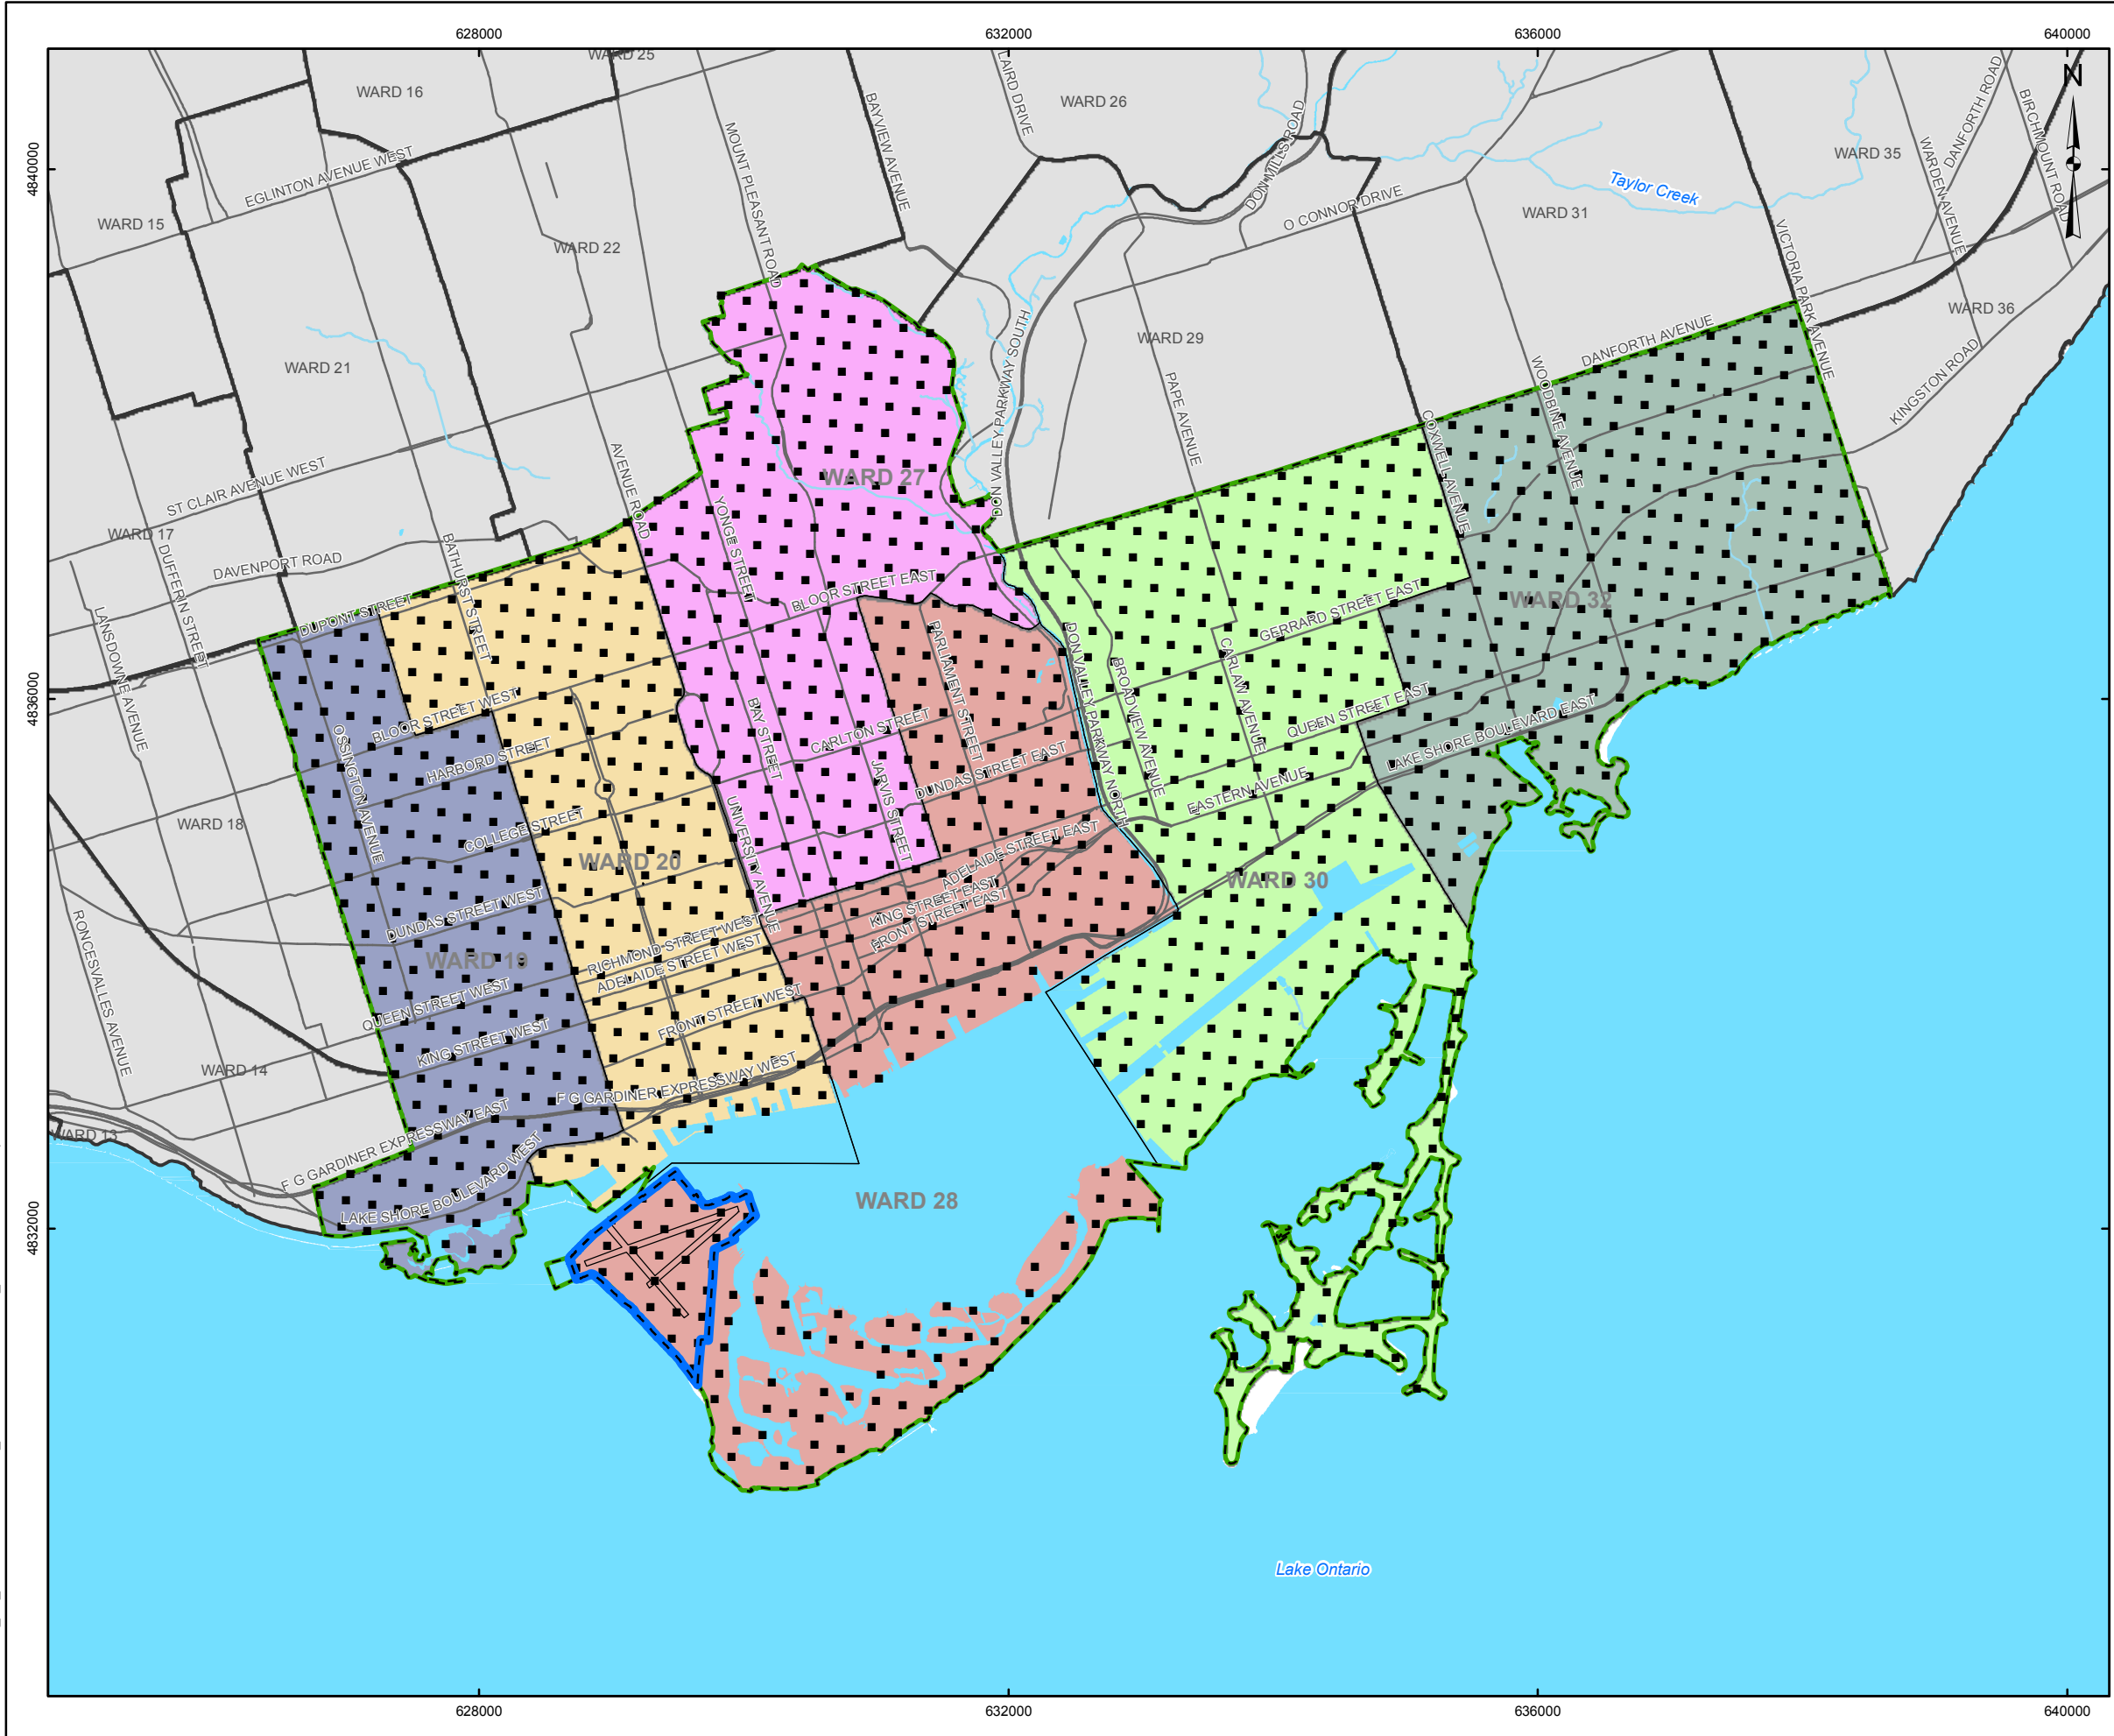 628000
632000
636000
640000
WARD 25
WARD 16
WARD 26
LAIRD DRIVE
BAYVIEW AVENUE
MOUNT PLEASANT ROAD
DON MILLS ROAD
WARD 35
DANFORTH ROAD
WARDEN AVENUE
BIRCHMOUNT ROAD
N
4840000
EGLINTON AVENUE WEST
Taylor Creek
O CONNOR DRIVE
WARD 31
WARD 15
WARD 22
VICTORIA PARK AVENUE
WARD 36
WARD 29
WARD 21
DANFORTH AVENUE
KINGSTON ROAD
DON VALLEY PARKWAY SOUTH
PAPE AVENUE
WOODBINE AVENUE
COXWELL AVENUE
AVENUE ROAD
WARD 27
ST CLAIR AVENUE WEST
YONGE STREET
WARD 17
DAVENPORT ROAD
BATHURST STREET
DUFFERIN STREET
LANSDOWNE AVENUE
DUPONT STREET
BLOOR STREET EAST
WARD 32
GERRARD STREET EAST
PARLIAMENT STREET
DON VALLEY PARKWAY NORTH
BROADVIEW AVENUE
CARLAW AVENUE
4836000
BLOOR STREET WEST
OSSINGTON AVENUE
HARBORD STREET
BAY STREET
CARLTON STREET
QUEEN STREET EAST
LAKE SHORE BOULEVARD EAST
JARVIS STREET
DUNDAS STREET EAST
EASTERN AVENUE
WARD 18
COLLEGE STREET
UNIVERSITY AVENUE
WARD 20
ADELAIDE STREET EAST
WARD 30
KING STREET EAST
FRONT STREET EAST
DUNDAS STREET WEST
RICHMOND STREET WEST
ADELAIDE STREET WEST
WARD 19
RONCESVALLES AVENUE
QUEEN STREET WEST
FRONT STREET WEST
KING STREET WEST
WARD 14
F G GARDINER EXPRESSWAY WEST
WARD 13
F G GARDINER EXPRESSWAY EAST
LAKE SHORE BOULEVARD WEST
WARD 28
4832000
Lake Ontario
628000
632000
636000
640000